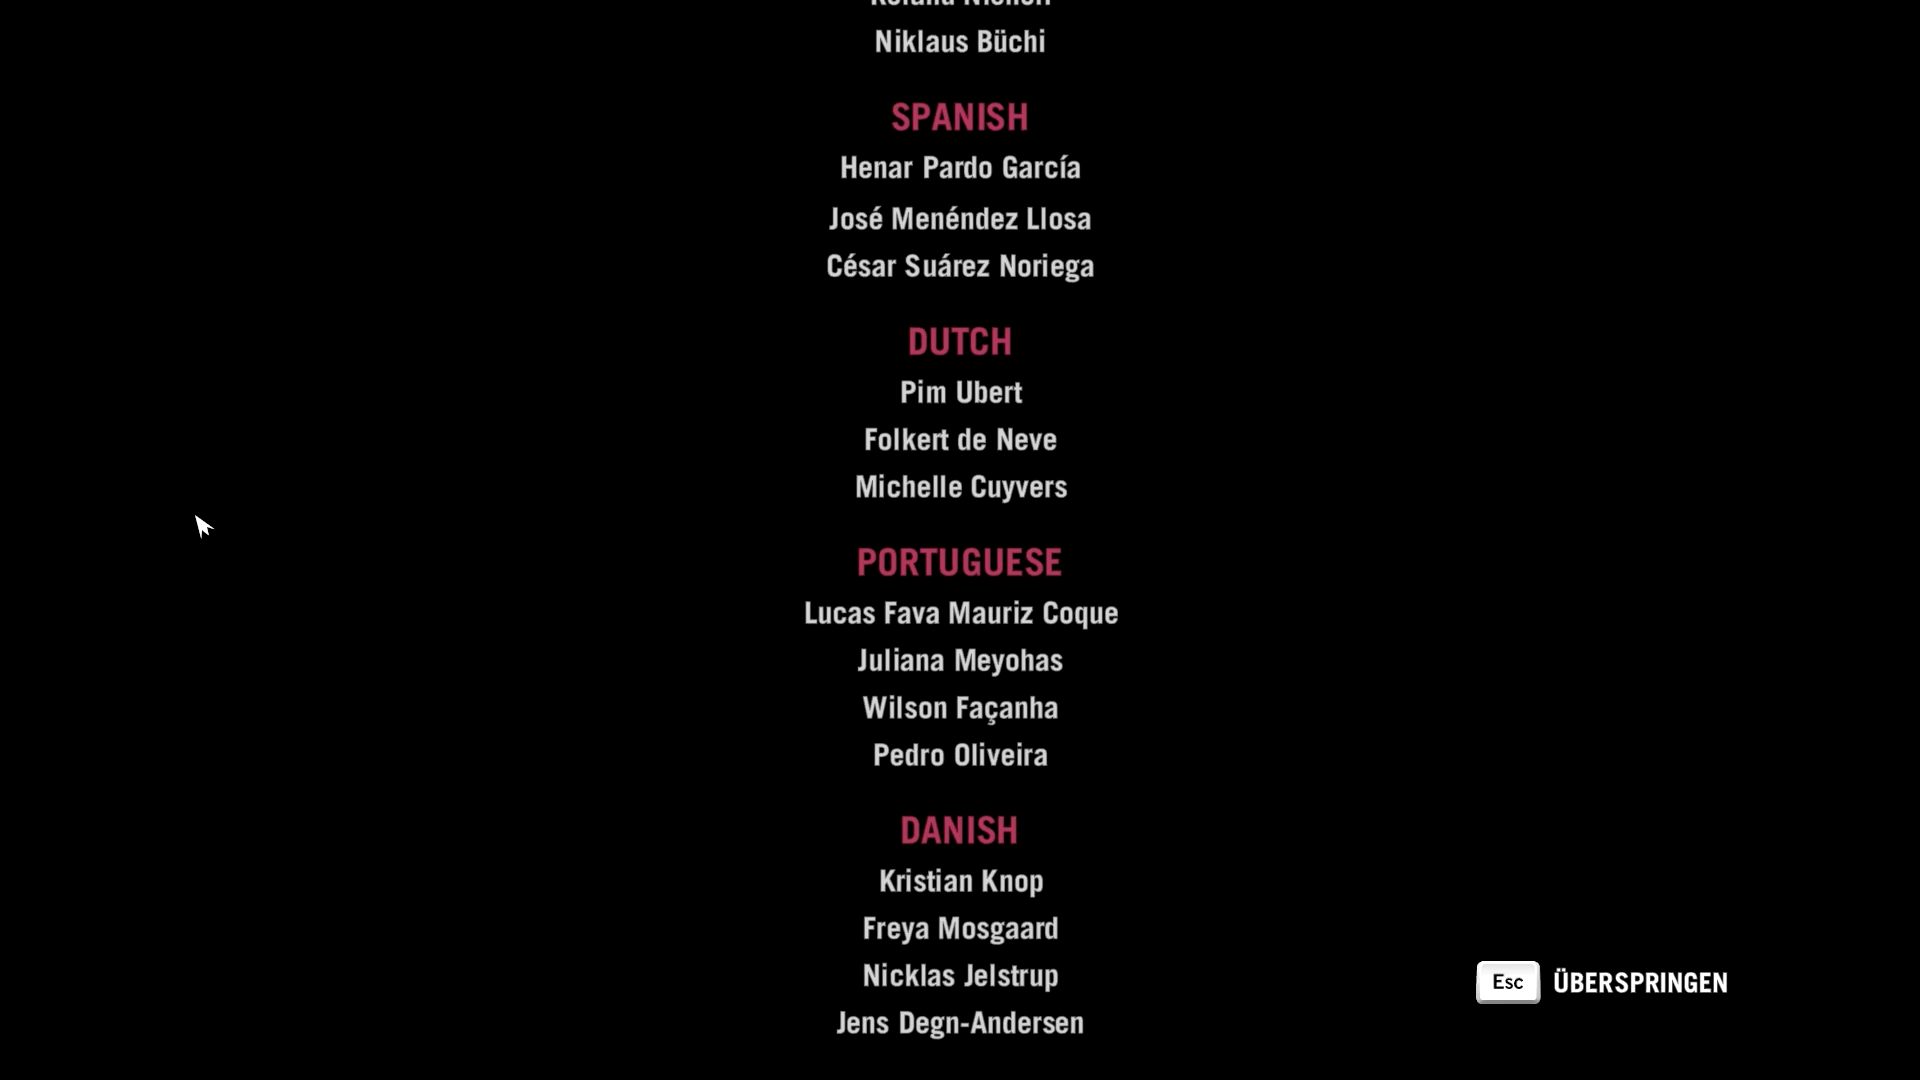 Niklaus Büchi
SPANISH
Henar Pardo García
José Menéndez Llosa
César Suárez Noriega
DUTCH
Pim Ubert
Folkert de Neve
Michelle Cuyvers
PORTUGUESE
Lucas Fava Mauriz Coque
Juliana Meyohas
Wilson Façanha
Pedro Oliveira
DANISH
Kristian Knop
Freya Mosgaard
Nicklas Jelstrup
Jens Degn-Andersen
Esc ÜBERSPRINGEN